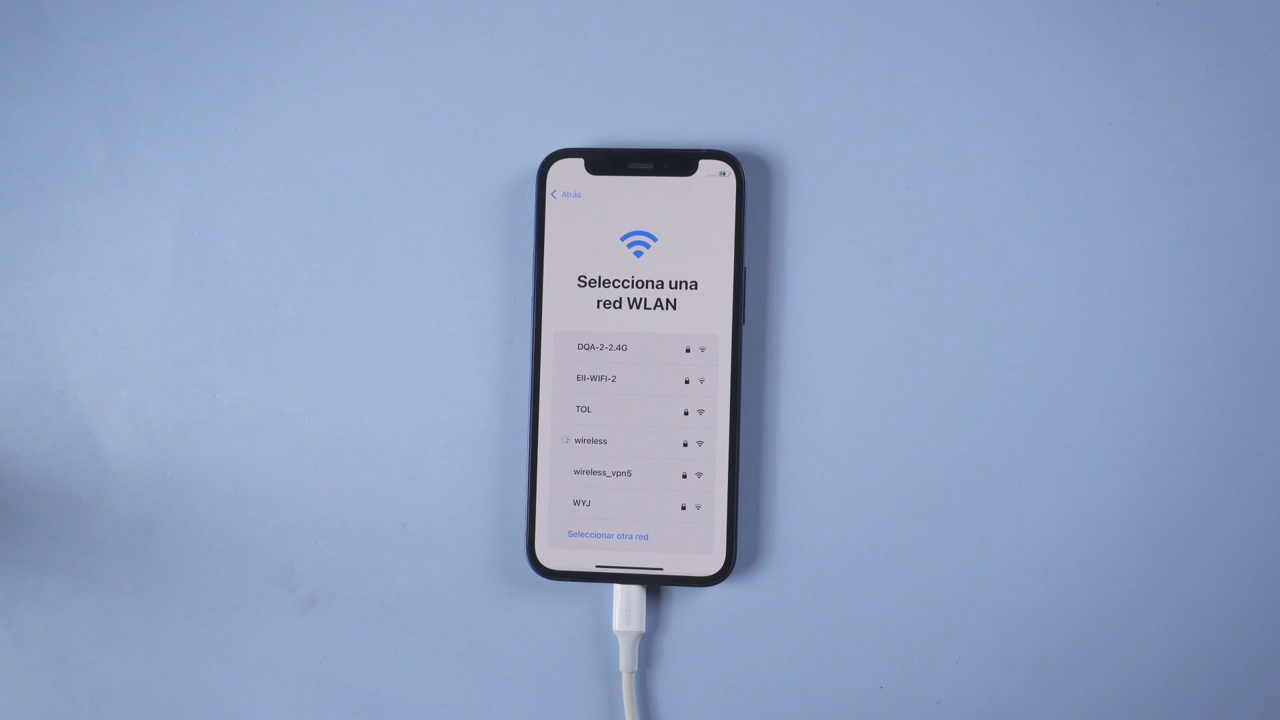 Atrás
Selecciona una
red WLAN
DQA-2-2.4G
EII-WIFI-2
TOL
wireless
wireless_vpn5
WYJ
Seleccionar otra red